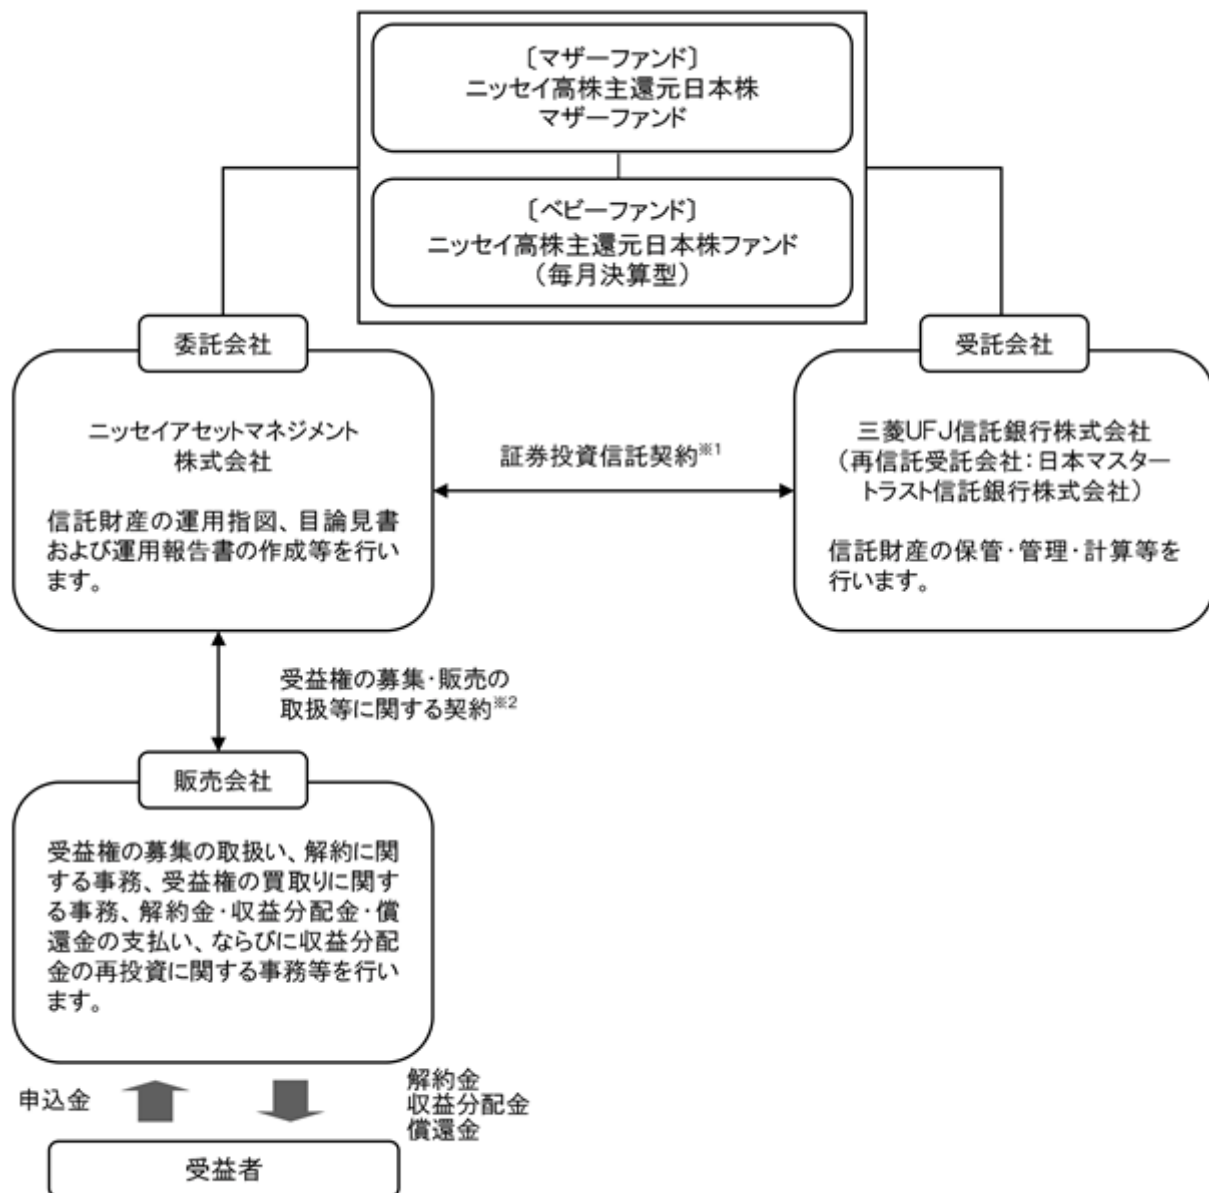 〔マザーファンド〕
ニッセイ高株主還元日本株
マザーファンド
〔ベビーファンド〕
ニッセイ高株主還元日本株ファンド
（毎月決算型）
委託会社
ニッセイアセットマネジメント
株式会社
信託財産の運用指図、目論見書
および運用報告書の作成等を行い
ます。
証券投資信託契約※1
受託会社
三菱UFJ信託銀行株式会社
（再信託受託会社：日本マスター
トラスト信託銀行株式会社）
信託財産の保管・管理・計算等を
行います。
受益権の募集・販売の
取扱等に関する契約※2
販売会社
受益権の募集の取扱い、解約に関
する事務、受益権の買取りに関す
る事務、解約金・収益分配金・償
還金の支払い、ならびに収益分配
金の再投資に関する事務等を行い
ます。
申込金
解約金
収益分配金
償還金
受益者